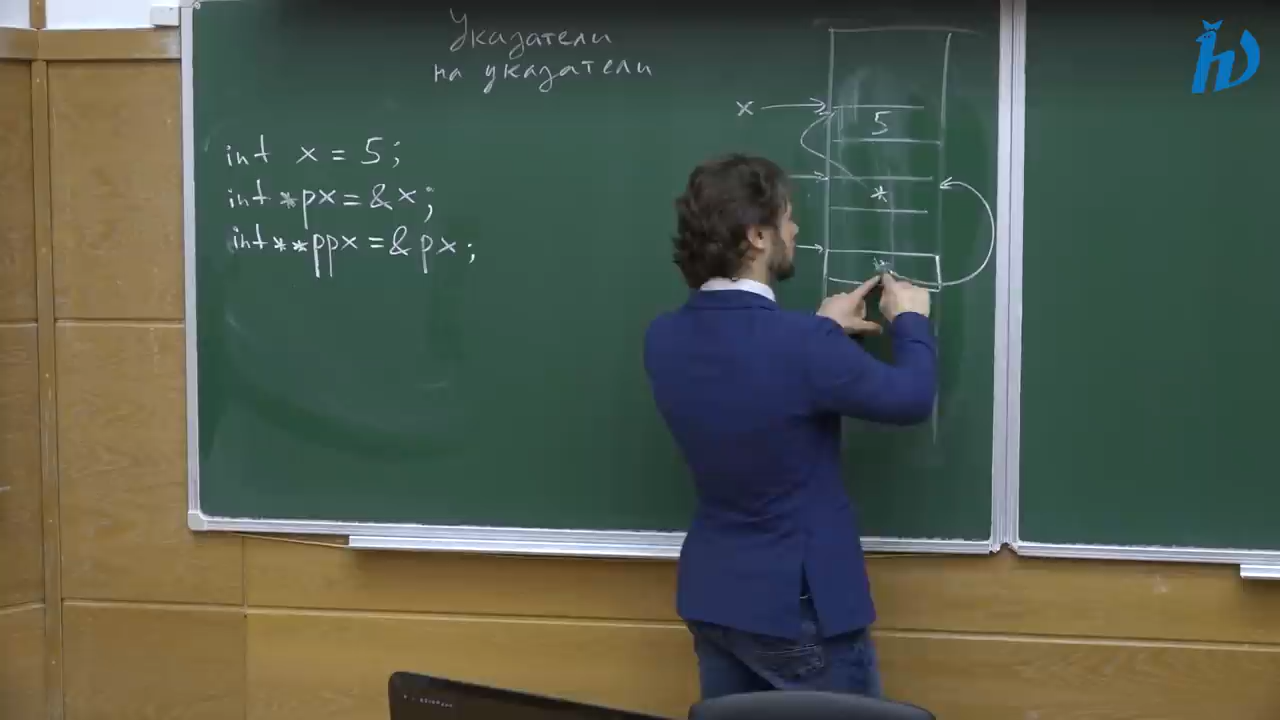 Указатели
на указатели
int x = 5;
int *px = &x;
int **ppx = &px;
x
5
*
**